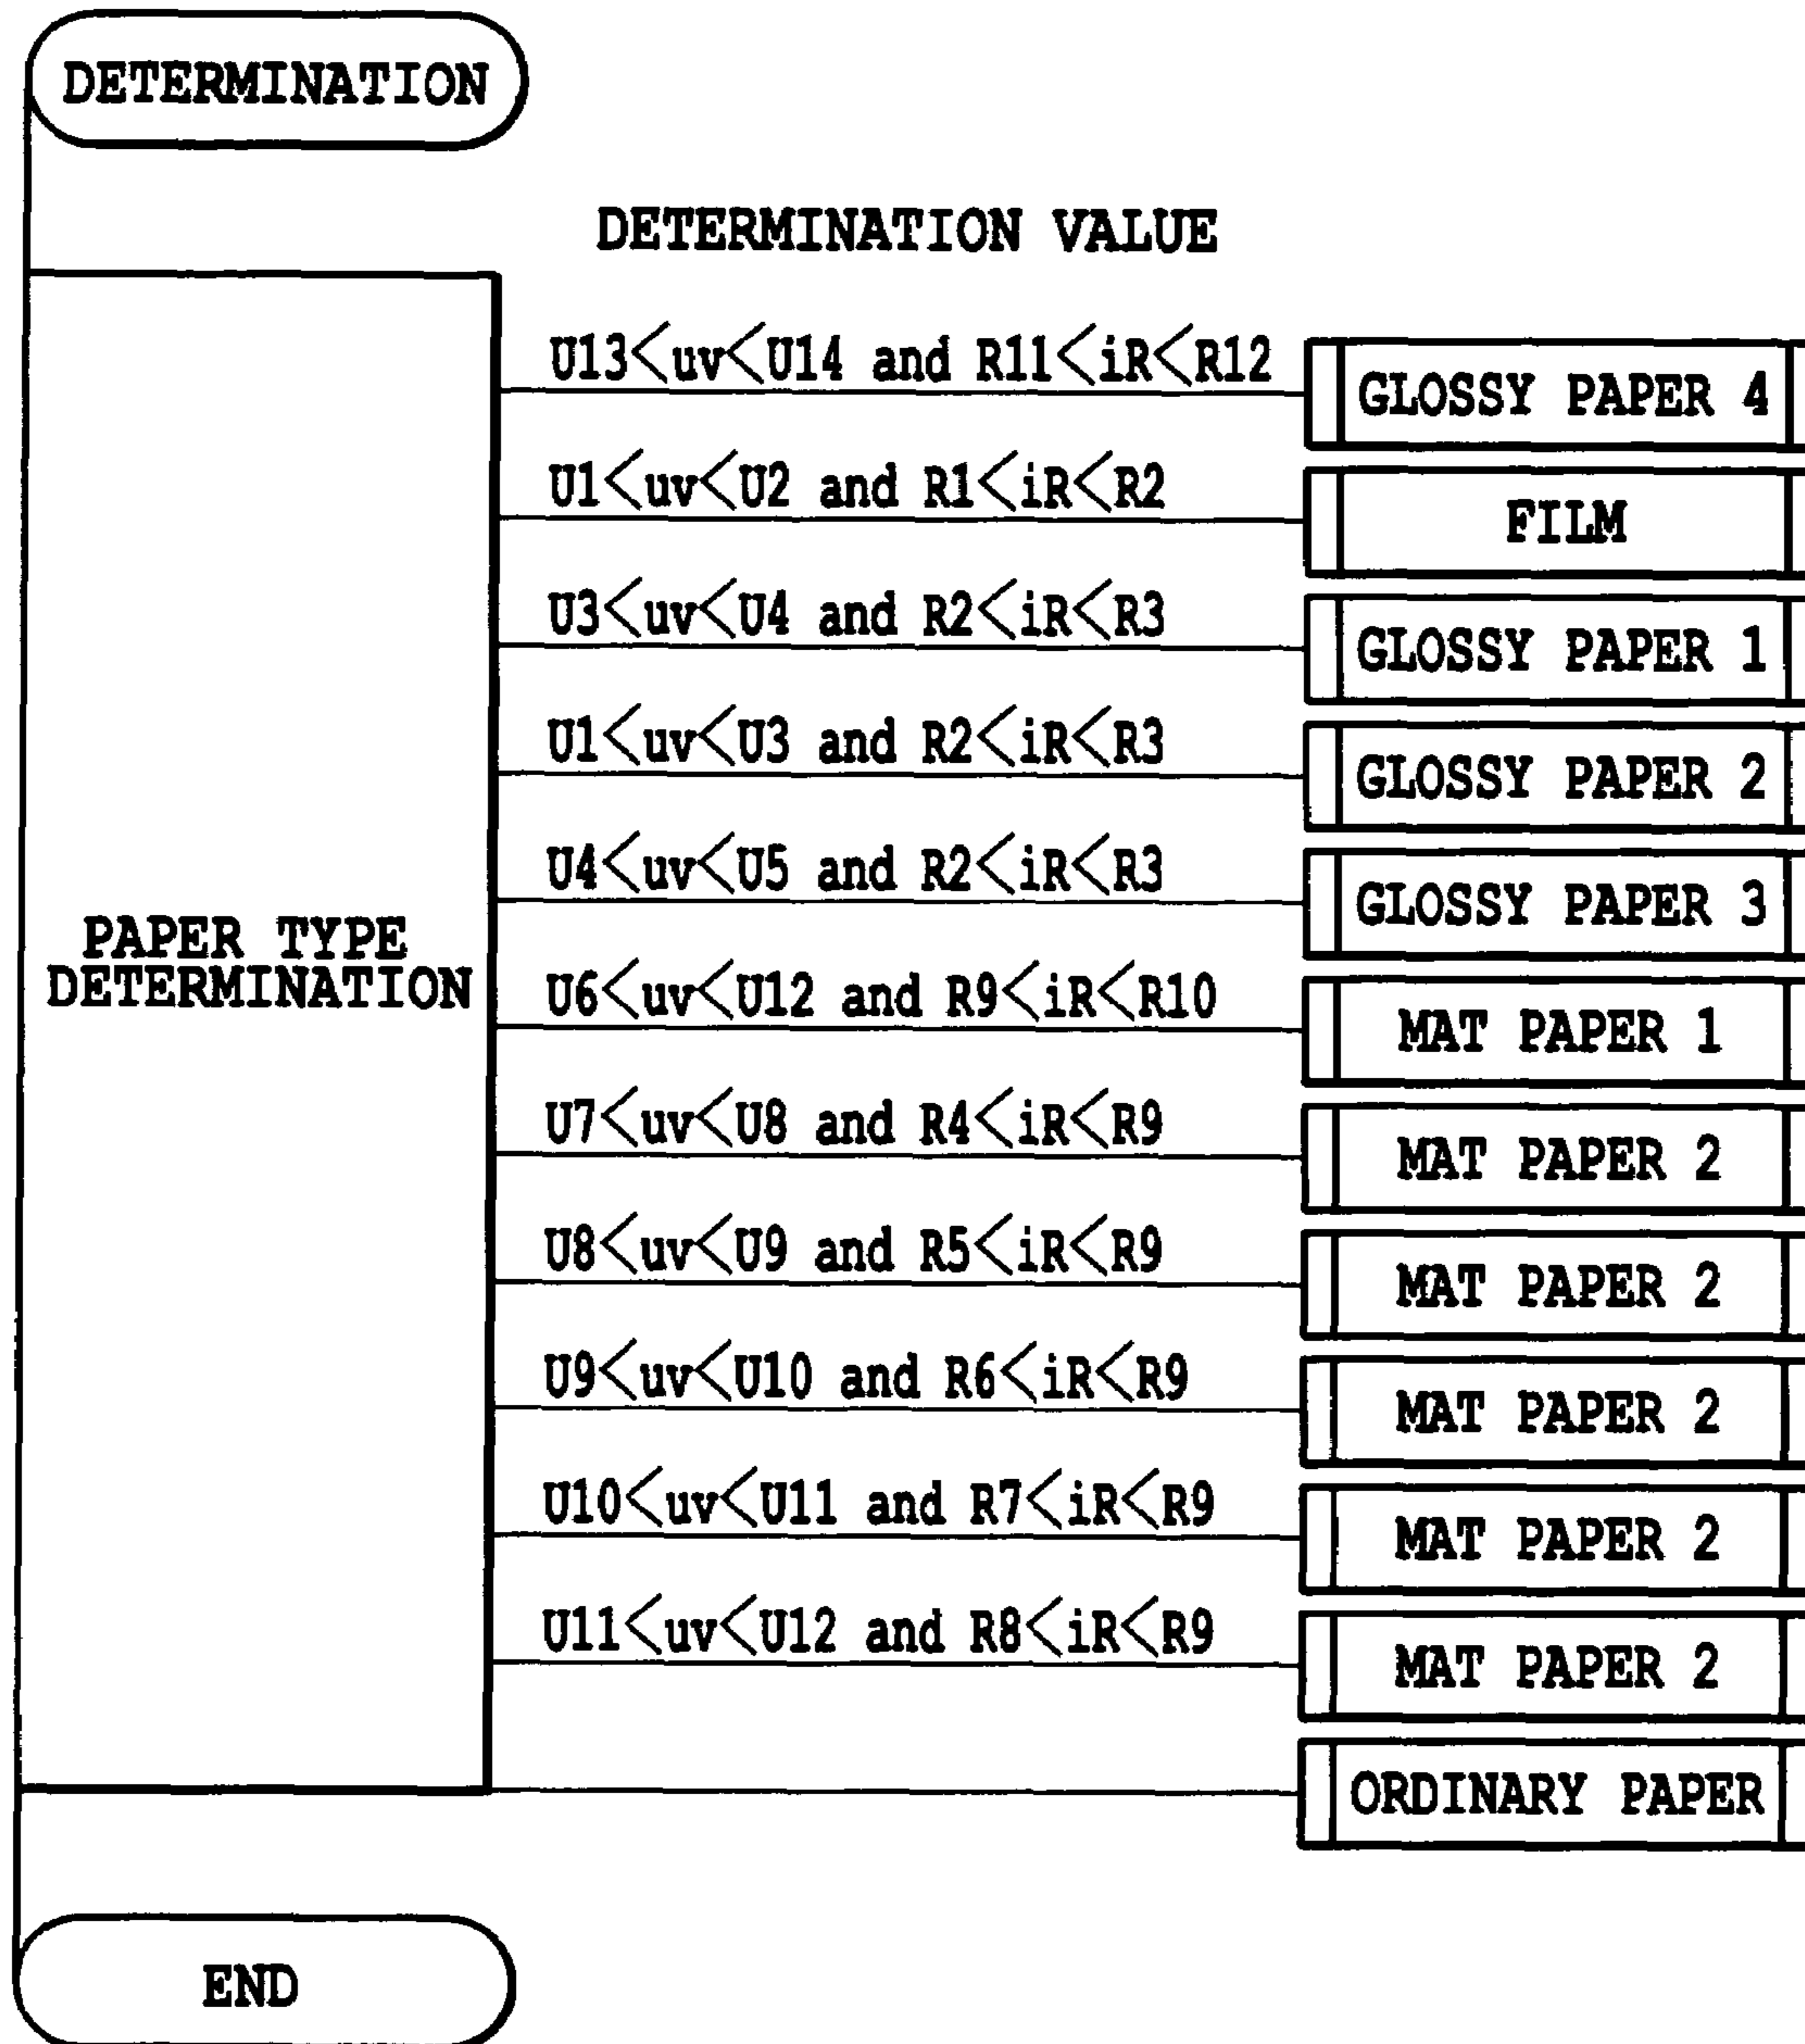 DETERMINATION
DETERMINATION VALUE
U13<uv<U14 and R11<iR<R12
GLOSSY PAPER 4
U1<uv<U2 and R1<iR<R2
FILM
U3<uv<U4 and R2<iR<R3
GLOSSY PAPER 1
U1<uv<U3 and R2<iR<R3
GLOSSY PAPER 2
U4<uv<U5 and R2<iR<R3
GLOSSY PAPER 3
PAPER TYPE
DETERMINATION
U6<uv<U12 and R9<iR<R10
MAT PAPER 1
U7<uv<U8 and R4<iR<R9
MAT PAPER 2
U8<uv<U9 and R5<iR<R9
MAT PAPER 2
U9<uv<U10 and R6<iR<R9
MAT PAPER 2
U10<uv<U11 and R7<iR<R9
MAT PAPER 2
U11<uv<U12 and R8<iR<R9
MAT PAPER 2
ORDINARY PAPER
END